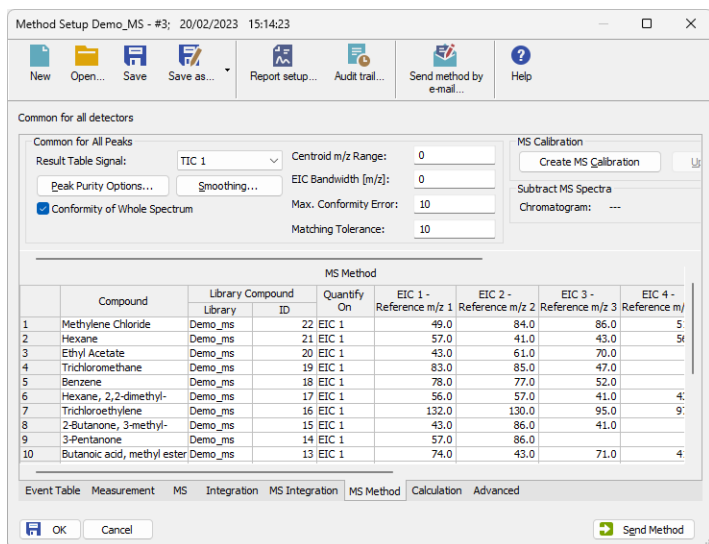 Method Setup Demo_MS - #3; 20/02/2023 15:14:23
New Open... Save Save as... Report setup... Audit trail... Send method by e-mail... Help
Common for all detectors
Common for All Peaks
Result Table Signal: TIC 1
Peak Purity Options... Smoothing...
Conformity of Whole Spectrum
Centroid m/z Range: 0
EIC Bandwidth [m/z]: 0
Max. Conformity Error: 10
Matching Tolerance: 10
MS Calibration
Create MS Calibration
Subtract MS Spectra
Chromatogram: ---
MS Method
Compound Library Compound Quantify On EIC 1 - Reference m/z 1 EIC 2 - Reference m/z 2 EIC 3 - Reference m/z 3 EIC 4 - Reference m/
Library ID
1 Methylene Chloride Demo_ms 22 EIC 1 49.0 84.0 86.0
2 Hexane Demo_ms 21 EIC 1 57.0 41.0 43.0
3 Ethyl Acetate Demo_ms 20 EIC 1 43.0 61.0 70.0
4 Trichloromethane Demo_ms 19 EIC 1 83.0 85.0 47.0
5 Benzene Demo_ms 18 EIC 1 78.0 77.0 52.0
6 Hexane, 2,2-dimethyl- Demo_ms 17 EIC 1 56.0 57.0 41.0
7 Trichloroethylene Demo_ms 16 EIC 1 132.0 130.0 95.0
8 2-Butanone, 3-methyl- Demo_ms 15 EIC 1 43.0 86.0 41.0
9 3-Pentanone Demo_ms 14 EIC 1 57.0 86.0
10 Butanoic acid, methyl ester Demo_ms 13 EIC 1 74.0 43.0 71.0
Event Table Measurement MS Integration MS Integration MS Method Calculation Advanced
OK Cancel Send Method